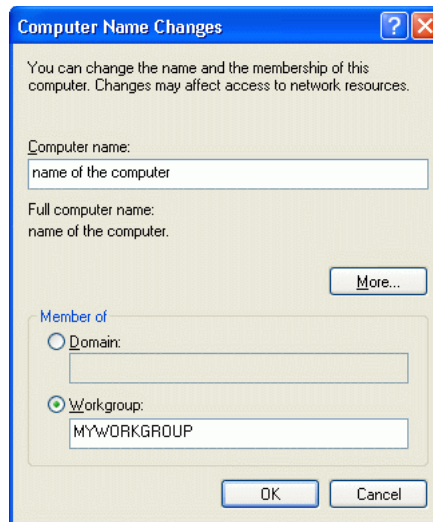 Computer Name Changes
You can change the name and the membership of this
computer. Changes may affect access to network resources.
Computer name:
name of the computer
Full computer name:
name of the computer.
More...
Member of
Domain:
Workgroup:
MYWORKGROUP
OK Cancel